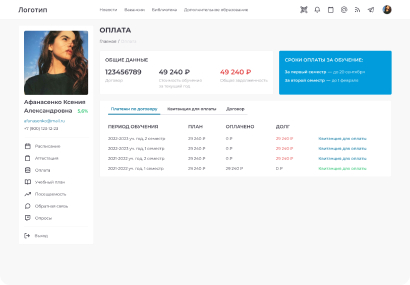 Логотип
Новости Вакансии Библиотека Дополнительное образование
ОПЛАТА
Главная / Оплата
Афанасенко Ксения
Александровна 3,6%
afanasenko@mail.ru
+7 (800) 123-12-23
Расписание
Аттестация
Оплата
Учебный план
Посещаемость
Обратная связь
Опросы
Выход
ОБЩИЕ ДАННЫЕ
123456789 49 240 ₽ 49 240 ₽
Договор Стоимость обучения Общая задолженность
за текущий год
СРОКИ ОПЛАТЫ ЗА ОБУЧЕНИЕ:
За первый семестр — до 25 сентября
За второй семестр — до 1 февраля
Платежи по договору Квитанция для оплаты Договор
ПЕРИОД ОБУЧЕНИЯ ПЛАН ОПЛАЧЕНО ДОЛГ
2022-2023 уч. год, 2 семестр 29 240 ₽ 0 ₽ 29 240 ₽ Квитанция для оплаты
2022-2023 уч. год, 1 семестр 29 240 ₽ 0 ₽ 29 240 ₽ Квитанция для оплаты
2021-2022 уч. год, 2 семестр 29 240 ₽ 0 ₽ 29 240 ₽ Квитанция для оплаты
2021-2022 уч. год, 1 семестр 29 240 ₽ 29 240 ₽ 0 ₽ Квитанция для оплаты